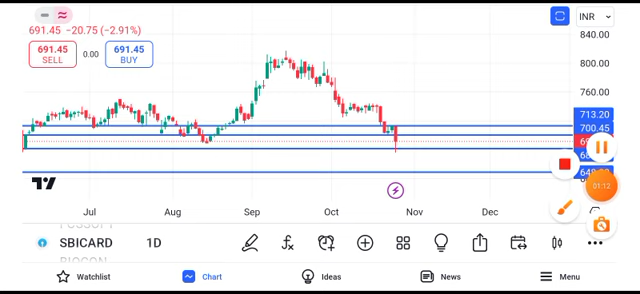 691.45 −20.75 (−2.91%)
INR
691.45 SELL
0.00
691.45 BUY
840.00
800.00
760.00
713.20
700.45
01:12
Jul Aug Sep Oct Nov Dec
SBICARD 1D
Watchlist Chart Ideas News Menu